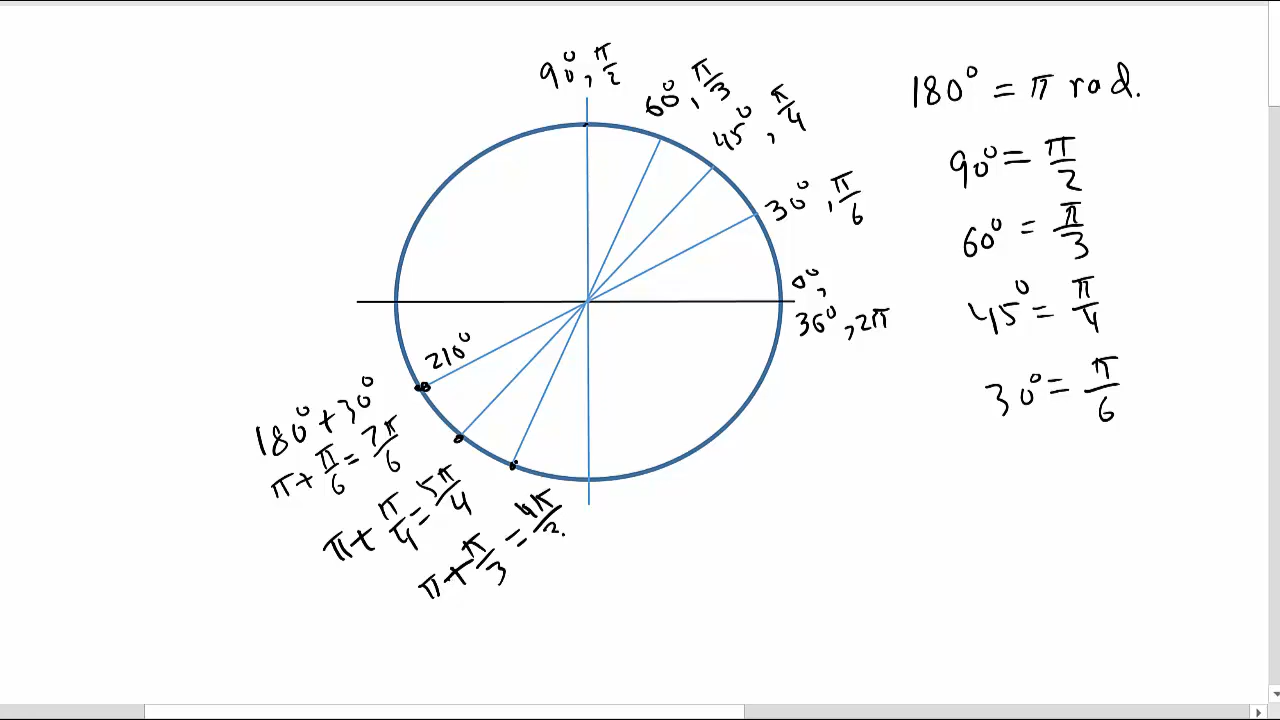 90°, π/2
60°, π/3
45°, π/4
30°, π/6
0°,
360°, 2π
210°
180° + 30°
π + π/6 = 7π/6
π + π/4 = 5π/4
π + π/3 = 4π/3
180° = π rad.
90° = π/2
60° = π/3
45° = π/4
30° = π/6